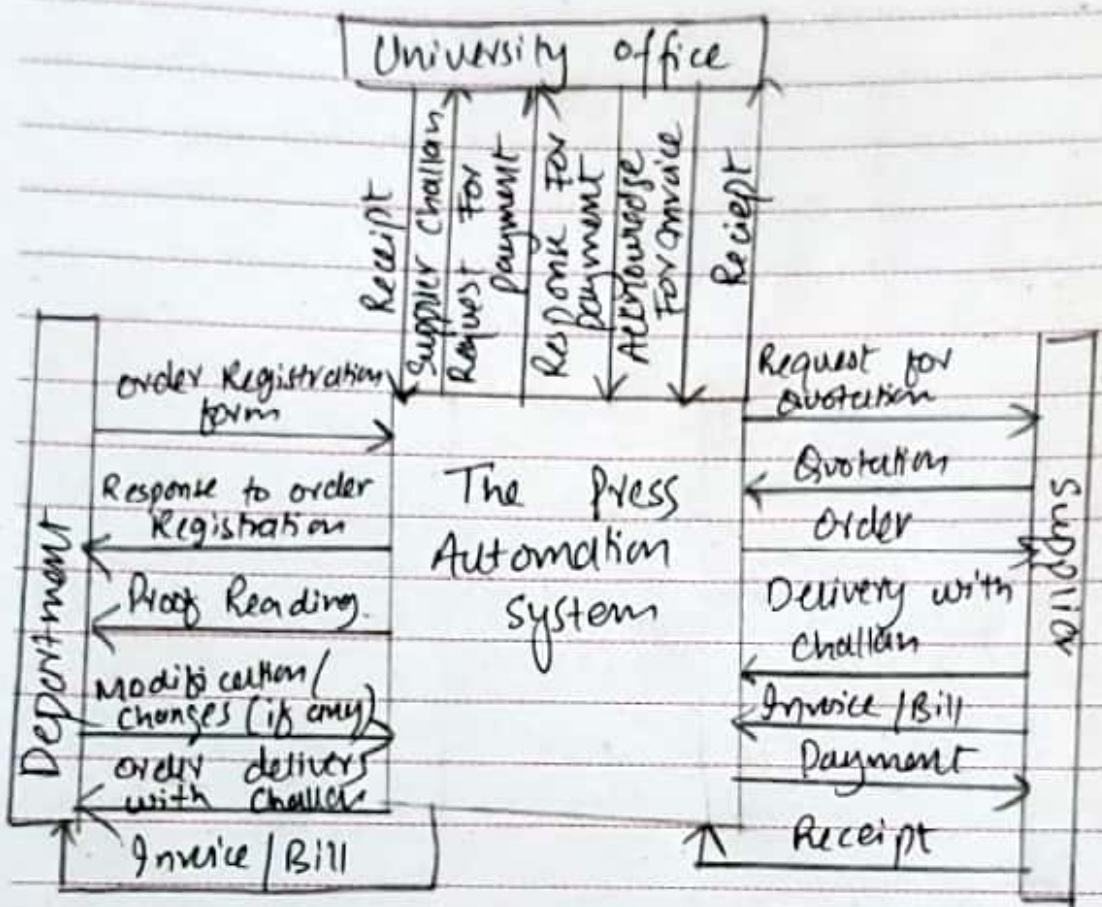 University office
Receipt
Supplier Challan
Request For
payment
Response For
payment
Acknowledge
For invoice
Reciept
order Registration
form
Response to order
Registration
Proof Reading.
Modification/
changes (if any)
order delivers
with Challan
Invoice / Bill
Department
The Press
Automation
system
Request for
Quotation
Quotation
order
Delivery with
challan
Invoice / Bill
Payment
Receipt
Supplier